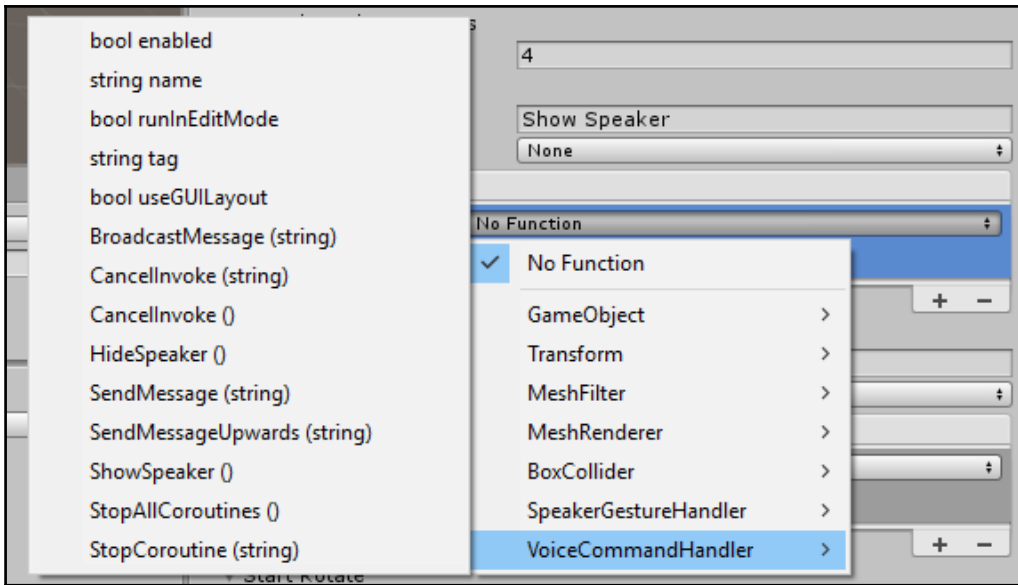 bool enabled
string name
bool runInEditMode
string tag
bool useGUILayout
BroadcastMessage (string)
CancelInvoke (string)
CancelInvoke ()
HideSpeaker ()
SendMessage (string)
SendMessageUpwards (string)
ShowSpeaker ()
StopAllCoroutines ()
StopCoroutine (string)
4
Show Speaker
None
No Function
No Function
GameObject
Transform
MeshFilter
MeshRenderer
BoxCollider
SpeakerGestureHandler
VoiceCommandHandler
+ −
+ −
Start Rotate